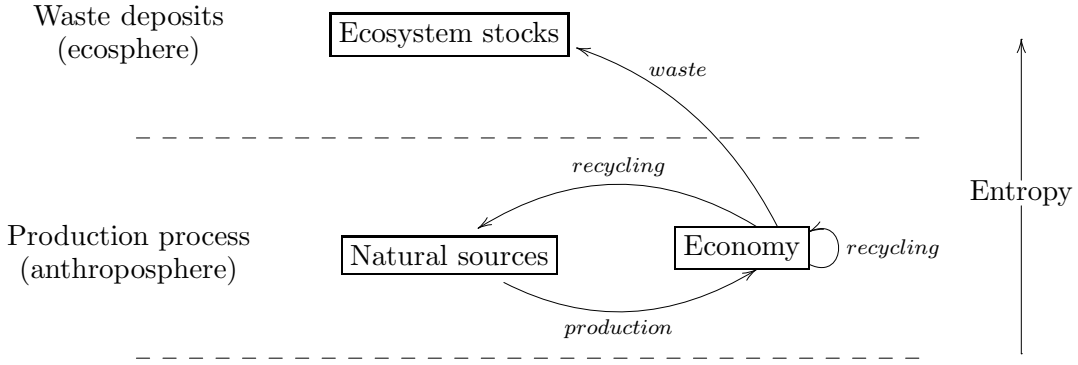 Waste deposits
(ecosphere)
Ecosystem stocks
waste
recycling
Entropy
Production process
(anthroposphere)
Natural sources
Economy
recycling
production